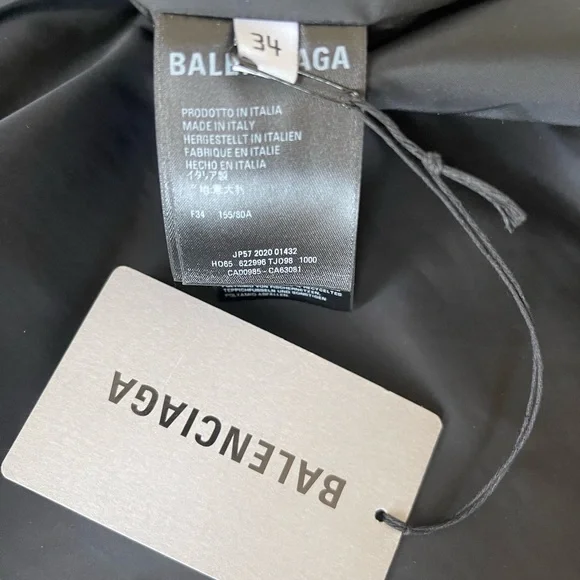 34
BALENCIAGA
PRODOTTO IN ITALIA
MADE IN ITALY
HERGESTELLT IN ITALIEN
FABRIQUE EN ITALIE
HECHO EN ITALIA
イタリア製
F34 155/80A
JP57 2020 01432
HO65 622996 TJO98 1000
CA00985-CA63081
BALENCIAGA